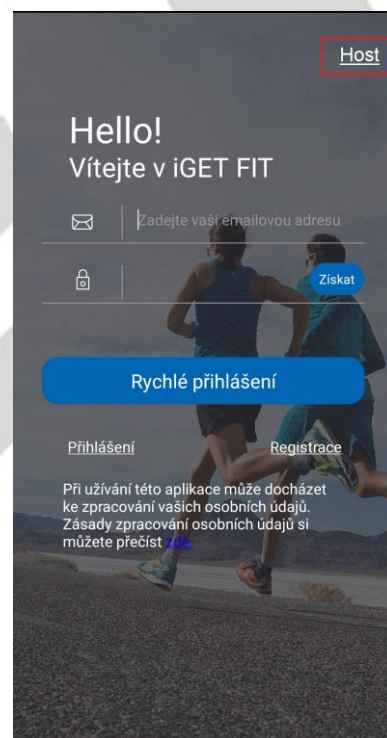 Host
Hello!
Vítejte v iGET FIT
Zadejte vaši emailovou adresu
Získat
Rychlé přihlášení
Přihlášení Registrace
Při užívání této aplikace může docházet
ke zpracování vašich osobních údajů.
Zásady zpracování osobních údajů si
můžete přečíst zde.